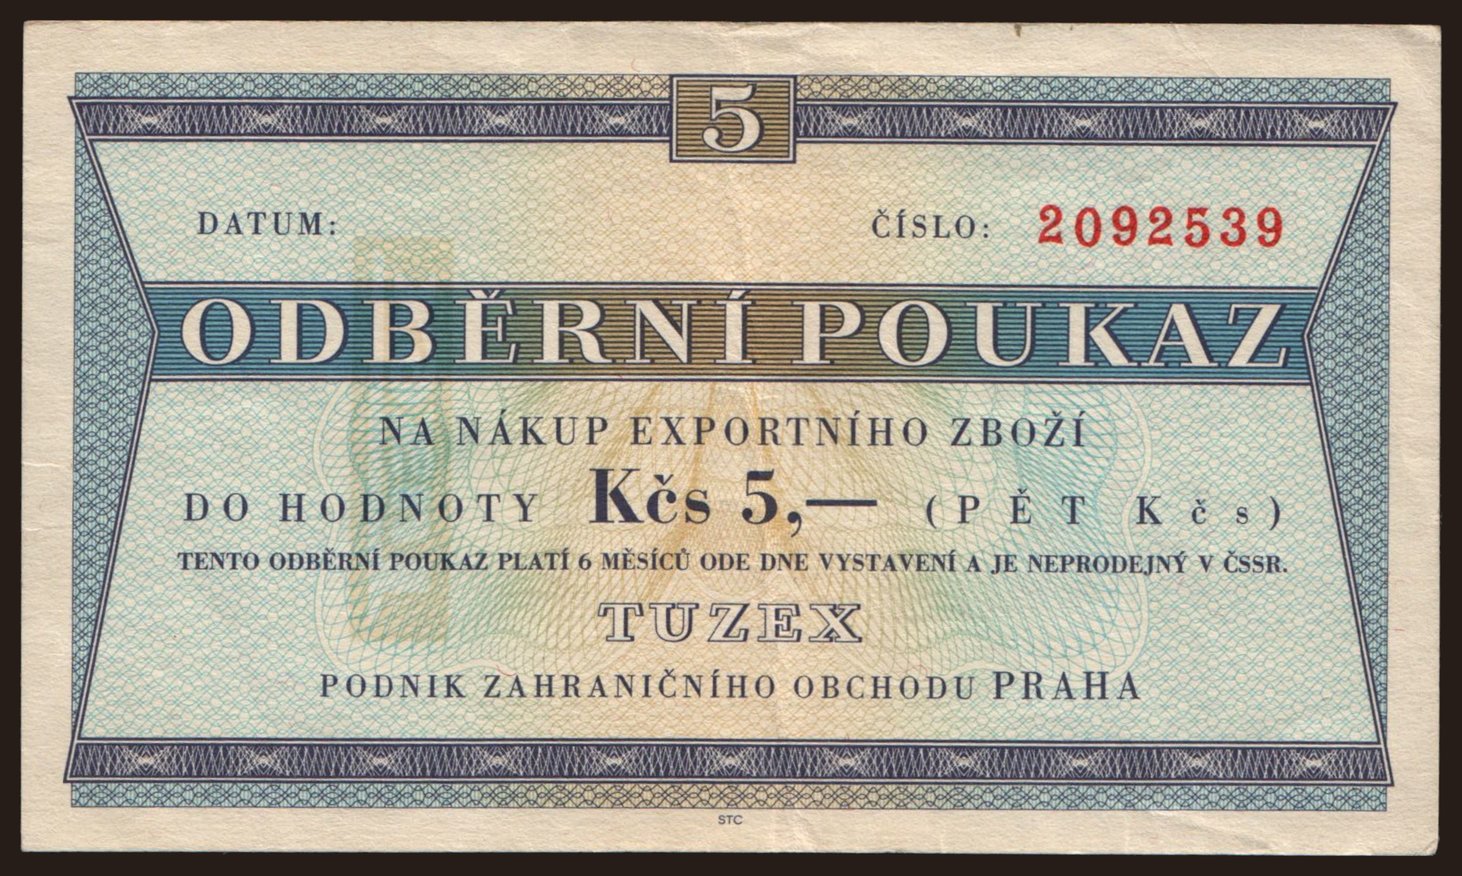 5
DATUM: ČÍSLO: 2092539
ODBĚRNÍ POUKAZ
NA NÁKUP EXPORTNÍHO ZBOŽÍ
DO HODNOTY Kčs 5,— (PĚT Kčs)
TENTO ODBĚRNÍ POUKAZ PLATÍ 6 MĚSÍCŮ ODE DNE VYSTAVENÍ A JE NEPRODEJNÝ V ČSSR.
TUZEX
PODNIK ZAHRANIČNÍHO OBCHODU PRAHA
STC